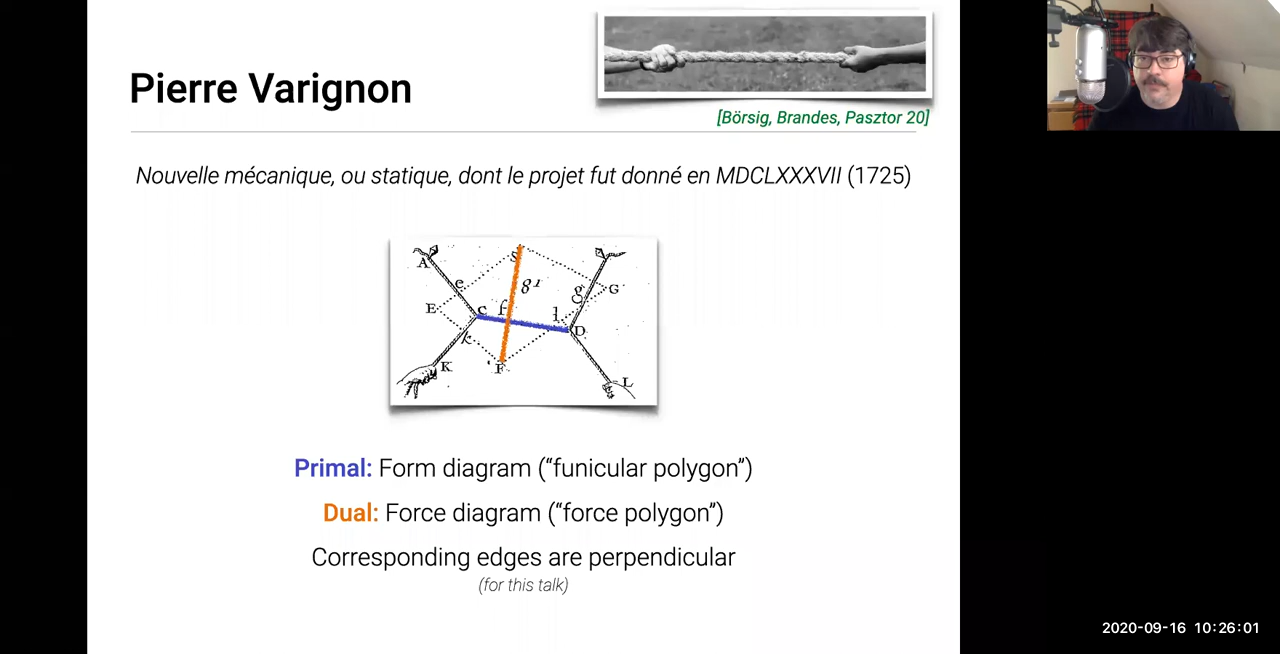 Pierre Varignon
[Börsig, Brandes, Pasztor 20]
Nouvelle mécanique, ou statique, dont le projet fut donné en MDCLXXXVII (1725)
A
S
e
g
r
g
G
E
c
f
l
D
k
K
F
L
Primal: Form diagram (“funicular polygon”)
Dual: Force diagram (“force polygon”)
Corresponding edges are perpendicular
(for this talk)
2020-09-16 10:26:01